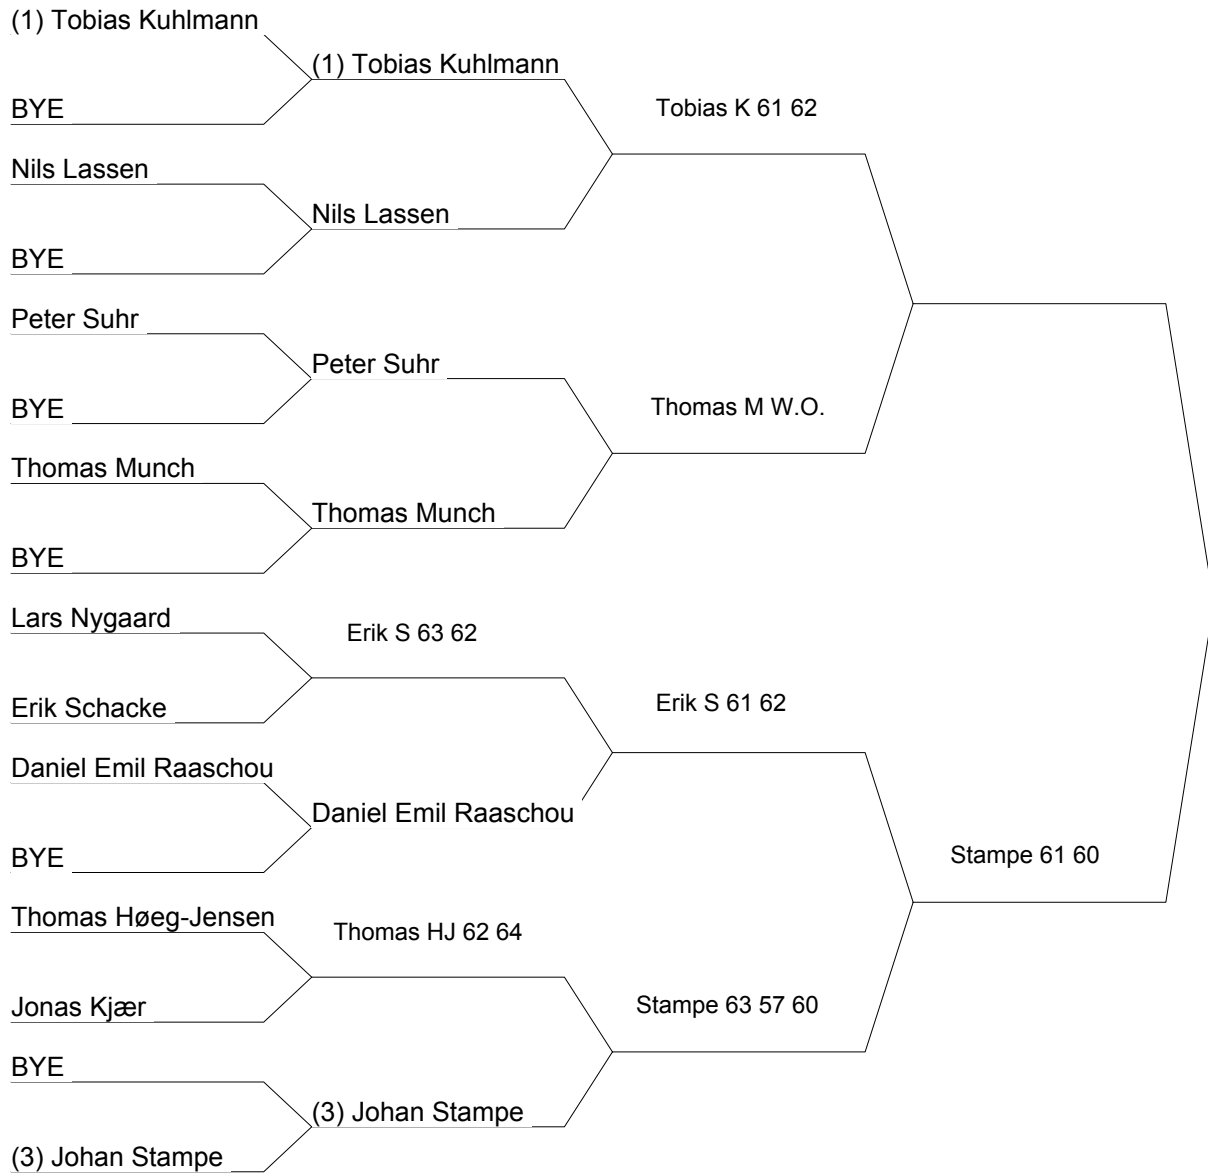 (1) Tobias Kuhlmann
(1) Tobias Kuhlmann
BYE
Tobias K 61 62
Nils Lassen
Nils Lassen
BYE
Peter Suhr
Peter Suhr
BYE
Thomas M W.O.
Thomas Munch
Thomas Munch
BYE
Lars Nygaard
Erik S 63 62
Erik Schacke
Erik S 61 62
Daniel Emil Raaschou
Daniel Emil Raaschou
BYE
Stampe 61 60
Thomas Høeg-Jensen
Thomas HJ 62 64
Jonas Kjær
Stampe 63 57 60
BYE
(3) Johan Stampe
(3) Johan Stampe